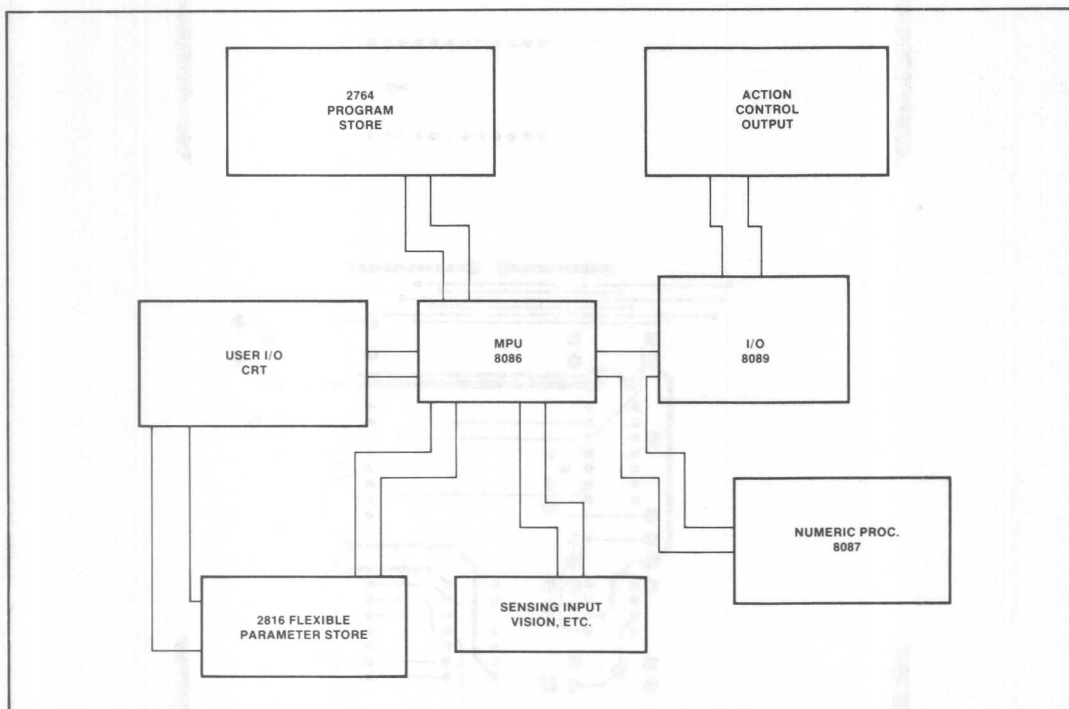 2764
PROGRAM
STORE
ACTION
CONTROL
OUTPUT
USER I/O
CRT
MPU
8086
I/O
8089
NUMERIC PROC.
8087
2816 FLEXIBLE
PARAMETER STORE
SENSING INPUT
VISION, ETC.